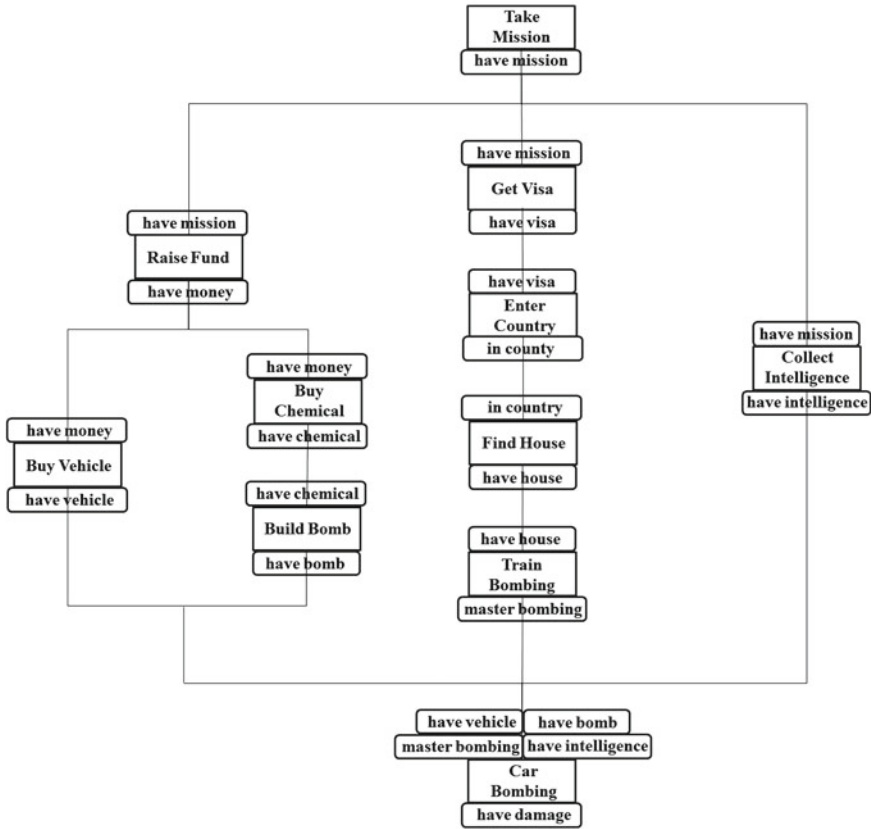 Take
Mission
have mission
have mission
Get Visa
have visa
have mission
Raise Fund
have money
have visa
Enter
Country
in county
have mission
Collect
Intelligence
have intelligence
have money
Buy
Chemical
have chemical
in country
Find House
have house
have money
Buy Vehicle
have vehicle
have chemical
Build Bomb
have bomb
have house
Train
Bombing
master bombing
have vehicle have bomb
master bombing have intelligence
Car
Bombing
have damage